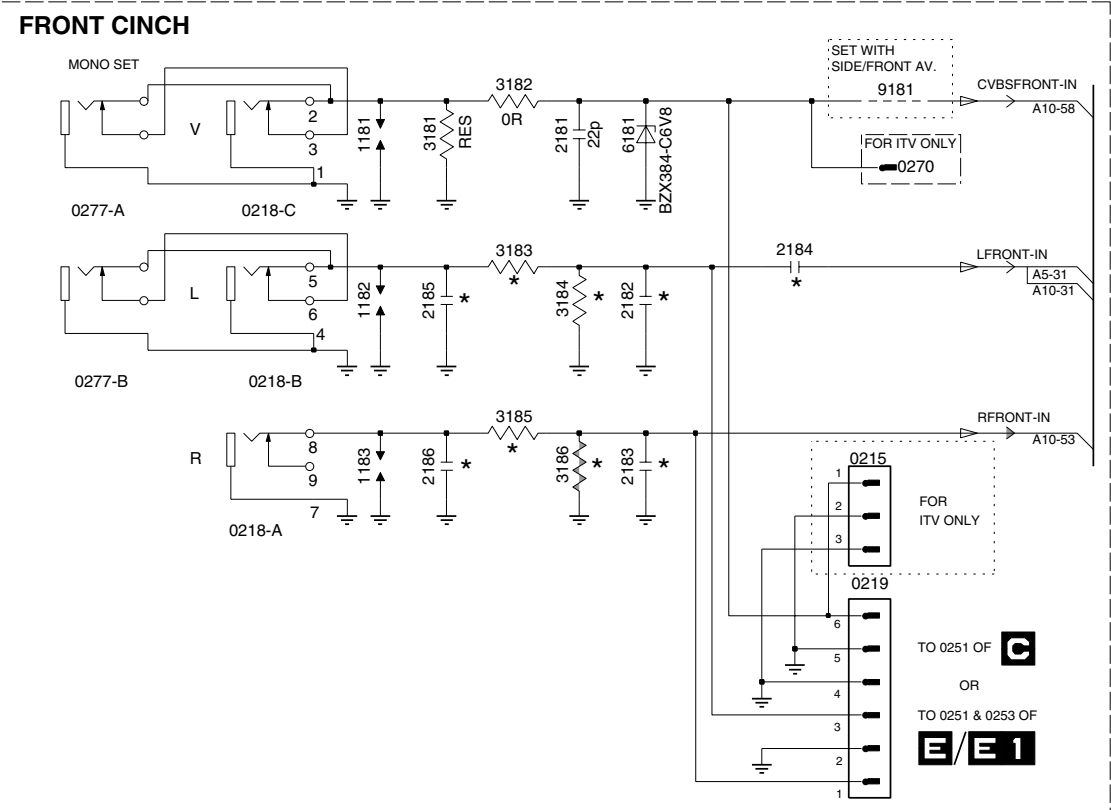 FRONT CINCH
MONO SET
V
0277-A
0218-C
2
3
1
1181
3181
RES
3182
0R
2181
22p
6181
BZX384-C6V8
SET WITH
SIDE/FRONT AV.
9181
CVBSFRONT-IN
A10-58
FOR ITV ONLY
0270
L
0277-B
0218-B
5
6
4
1182
2185
*
3183
*
3184
*
2182
*
2184
*
LFRONT-IN
A5-31
A10-31
R
0218-A
8
9
7
1183
2186
*
3185
*
3186
*
2183
*
RFRONT-IN
A10-53
0215
1
2
3
FOR
ITV ONLY
0219
6
5
4
3
2
1
TO 0251 OF C
OR
TO 0251 & 0253 OF
E/E 1